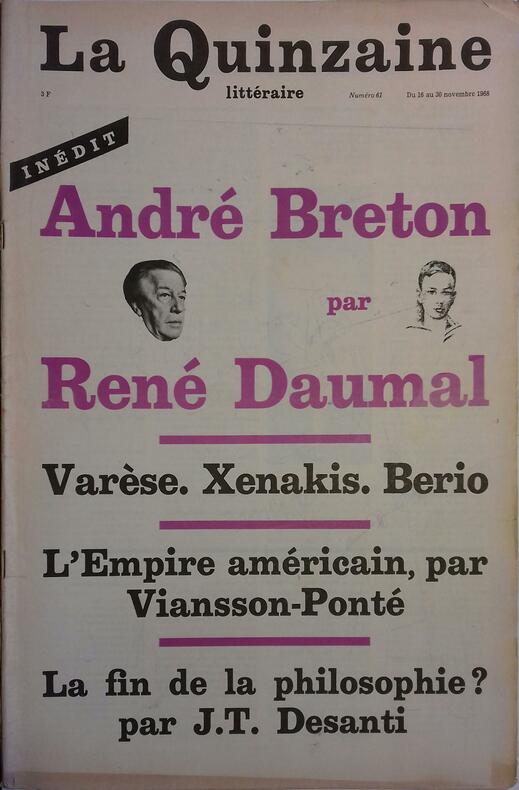 La Quinzaine
littéraire
3 F
Numéro 61
Du 16 au 30 novembre 1968
INÉDIT
André Breton
par
René Daumal
Varèse. Xenakis. Berio
L'Empire américain, par
Viansson-Ponté
La fin de la philosophie?
par J.T. Desanti